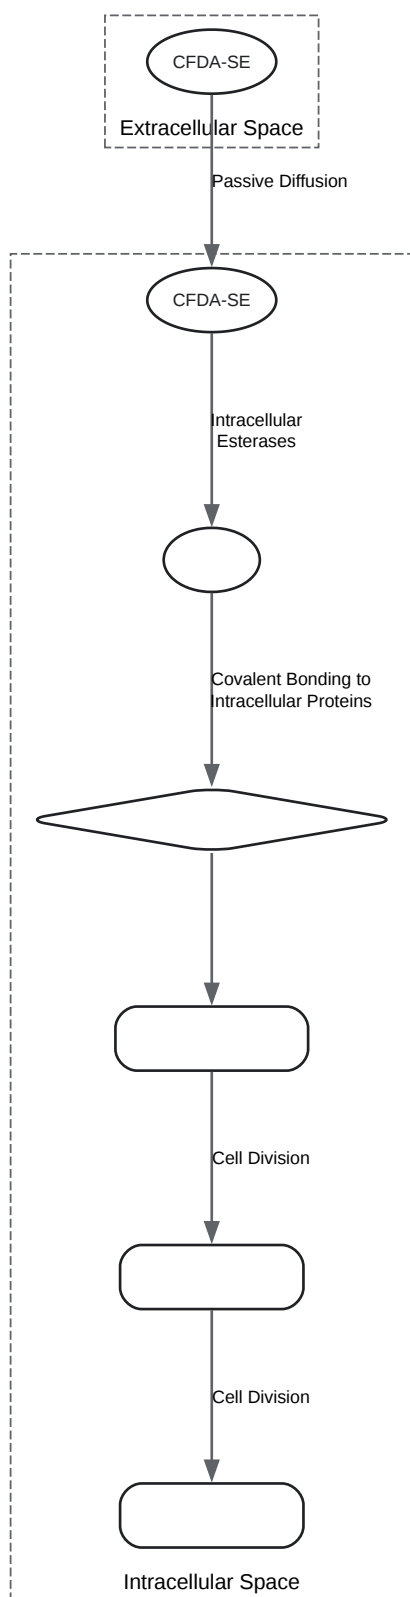 CFDA-SE
Extracellular Space
Passive Diffusion
CFDA-SE
Intracellular
Esterases
Covalent Bonding to
Intracellular Proteins
Cell Division
Cell Division
Intracellular Space